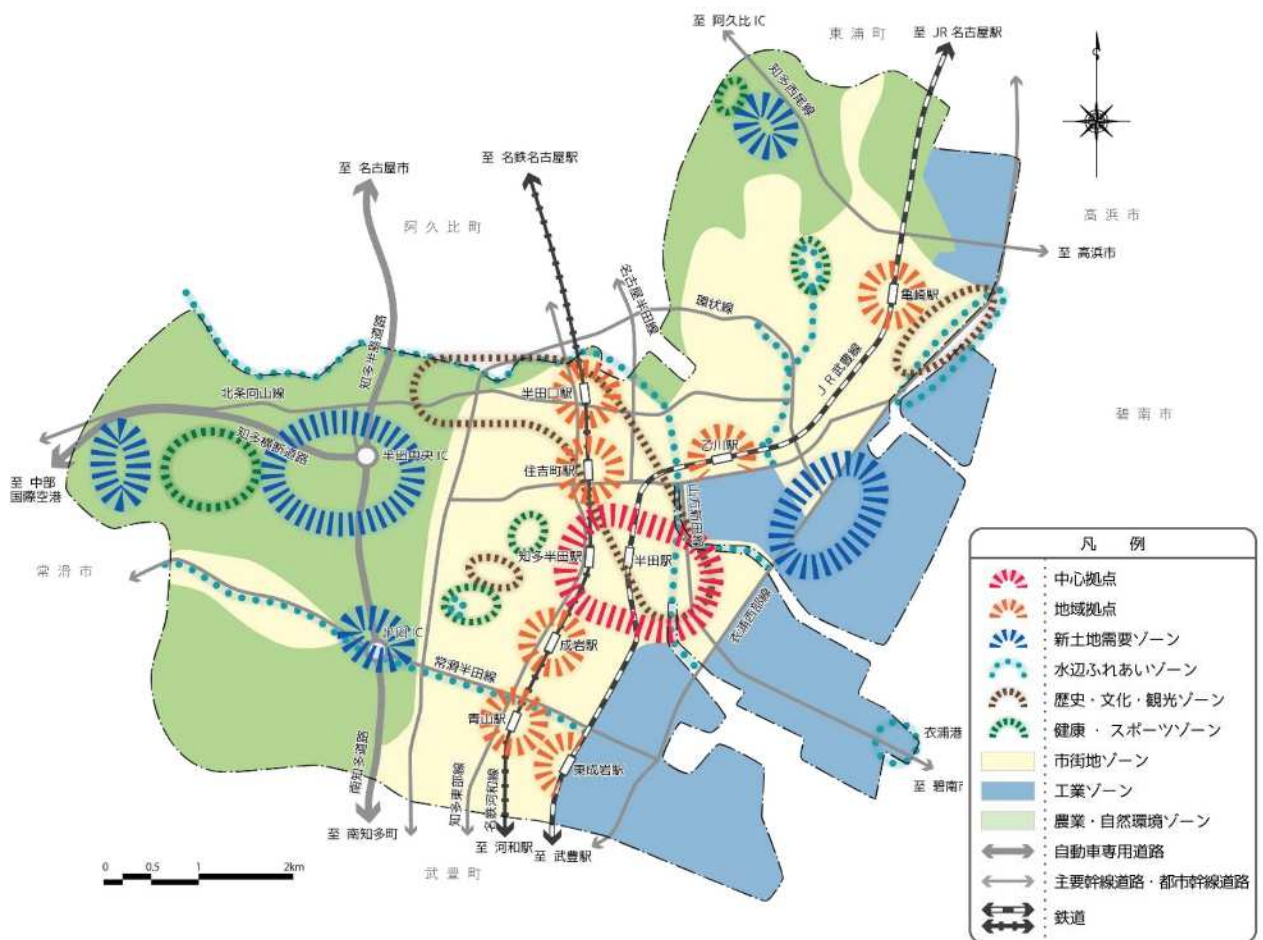 至 阿久比IC
東浦町
至 JR名古屋駅
知多西尾線
至 名古屋市
至 名鉄名古屋駅
阿久比町
高浜市
至 高浜市
名古屋半田線
環状線
亀崎駅
知多半島道路
JR武豊線
北条向山線
半田口駅
碧南市
知多横断道路
半田中央IC
乙川駅
住吉町駅
至 中部
国際空港
知多半田駅
半田駅
常滑市
衣浦西部線
半田IC
成岩駅
常滑半田線
青山駅
衣浦港
東成岩駅
南知多道路
知多東部線
名鉄河和線
至 碧南市
至 南知多町
至 河和駅
至 武豊駅
武豊町
0 0.5 1 2km
凡 例
中心拠点
地域拠点
新土地需要ゾーン
水辺ふれあいゾーン
歴史・文化・観光ゾーン
健康・スポーツゾーン
市街地ゾーン
工業ゾーン
農業・自然環境ゾーン
自動車専用道路
主要幹線道路・都市幹線道路
鉄道